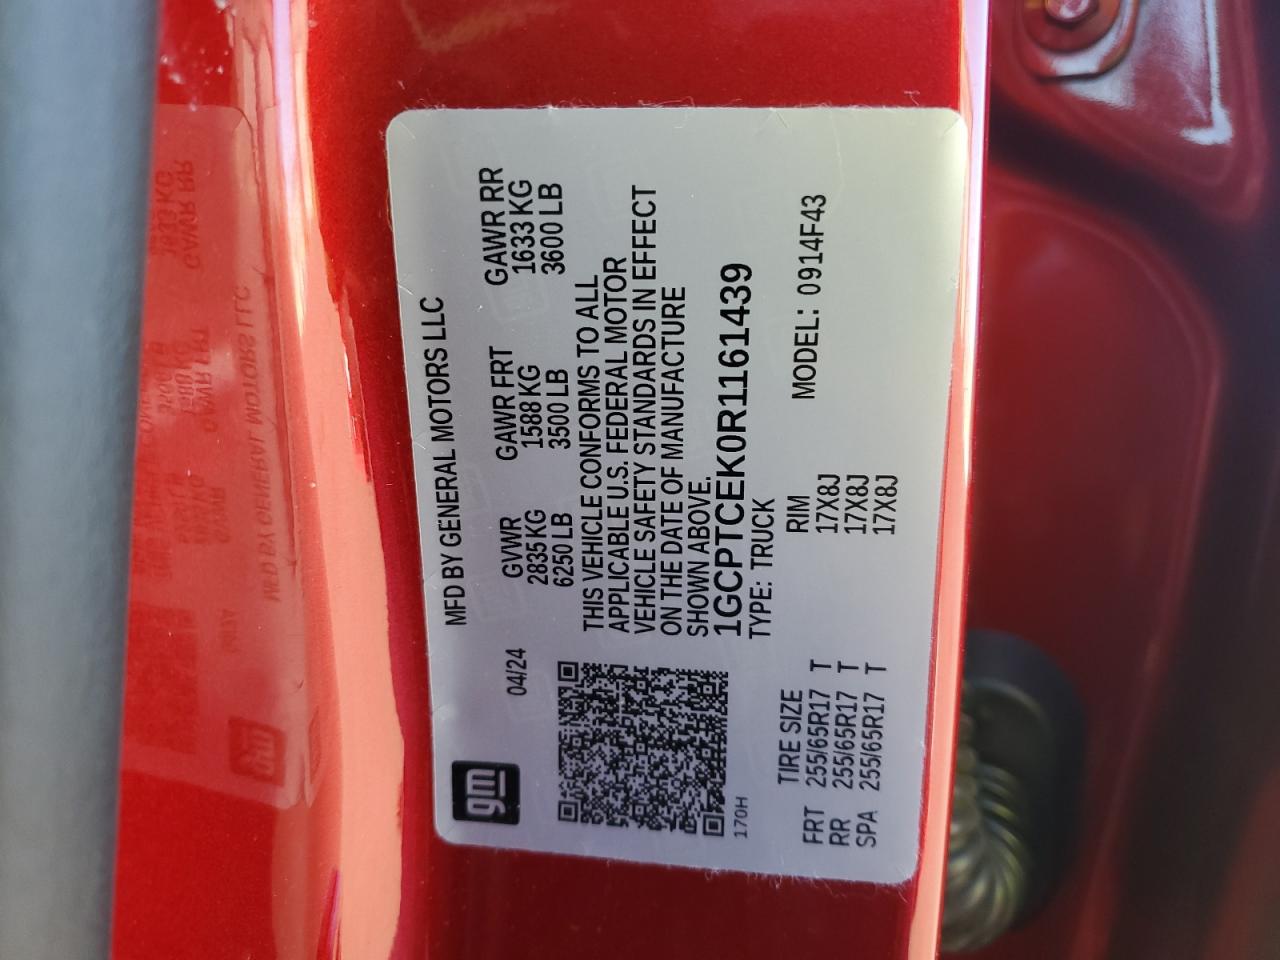 MFD BY GENERAL MOTORS LLC
gm
04/24
GVWR GAWR FRT GAWR RR
2835 KG 1588 KG 1633 KG
6250 LB 3500 LB 3600 LB
THIS VEHICLE CONFORMS TO ALL
APPLICABLE U.S. FEDERAL MOTOR
VEHICLE SAFETY STANDARDS IN EFFECT
ON THE DATE OF MANUFACTURE
SHOWN ABOVE.
1GCPTCEK0R1161439
170H
TYPE: TRUCK
TIRE SIZE RIM MODEL: 0914F43
FRT 255/65R17 T 17X8J
RR 255/65R17 T 17X8J
SPA 255/65R17 T 17X8J